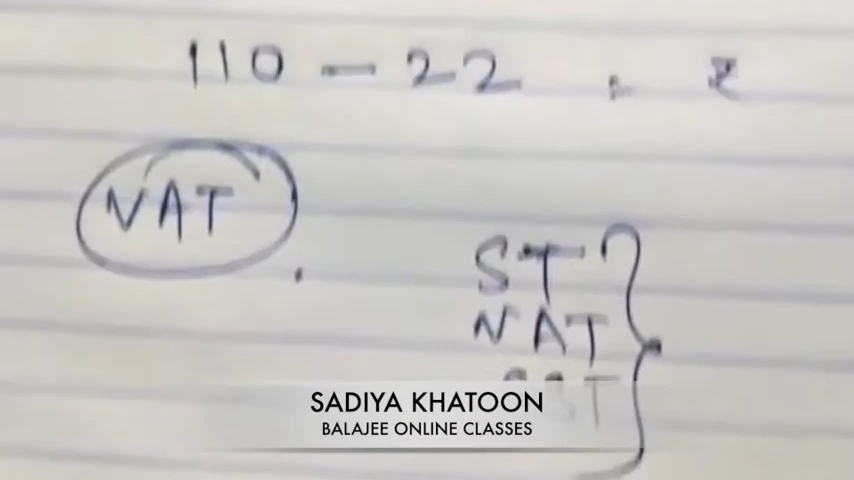 110 - 22 = ₹
NAT
ST
NAT
SADIYA KHATOON
BALAJEE ONLINE CLASSES